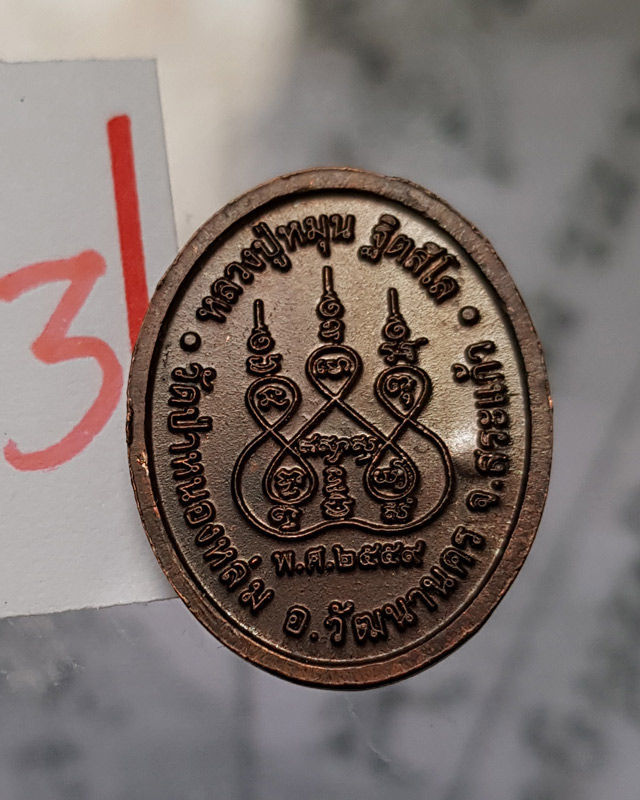 หลวงปู่หมุน ฐิตสีโล
วัดป่าหนองหล่ม อ.วัฒนานคร จ.สระแก้ว
พ.ศ.๒๕๕๙
3